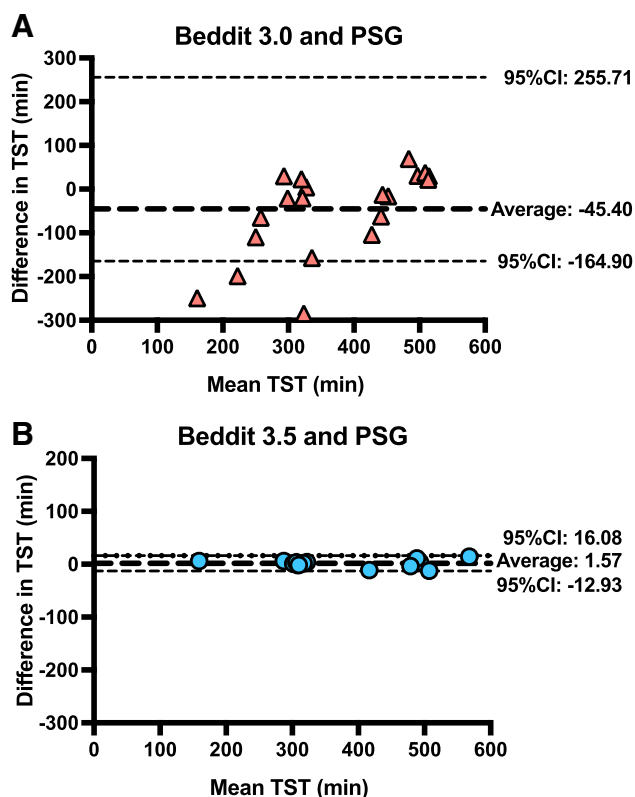 A
Beddit 3.0 and PSG
Difference in TST (min)
300
200
100
0
-100
-200
-300
95%CI: 255.71
Average: -45.40
95%CI: -164.90
0 100 200 300 400 500 600
Mean TST (min)
B
Beddit 3.5 and PSG
Difference in TST (min)
200
100
0
-100
-200
-300
95%CI: 16.08
Average: 1.57
95%CI: -12.93
0 100 200 300 400 500 600
Mean TST (min)